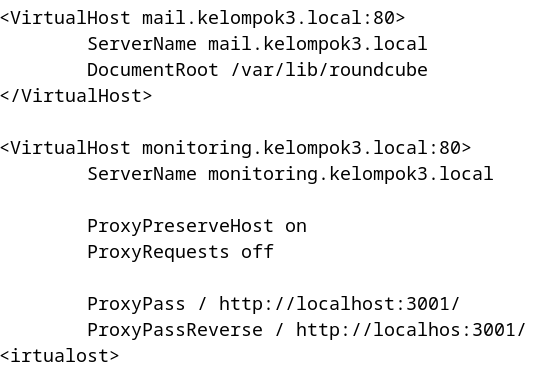 <VirtualHost mail.kelompok3.local:80>
ServerName mail.kelompok3.local
DocumentRoot /var/lib/roundcube
</VirtualHost>
<VirtualHost monitoring.kelompok3.local:80>
ServerName monitoring.kelompok3.local
ProxyPreserveHost on
ProxyRequests off
ProxyPass / http://localhost:3001/
ProxyPassReverse / http://localhos:3001/
<irtualost>